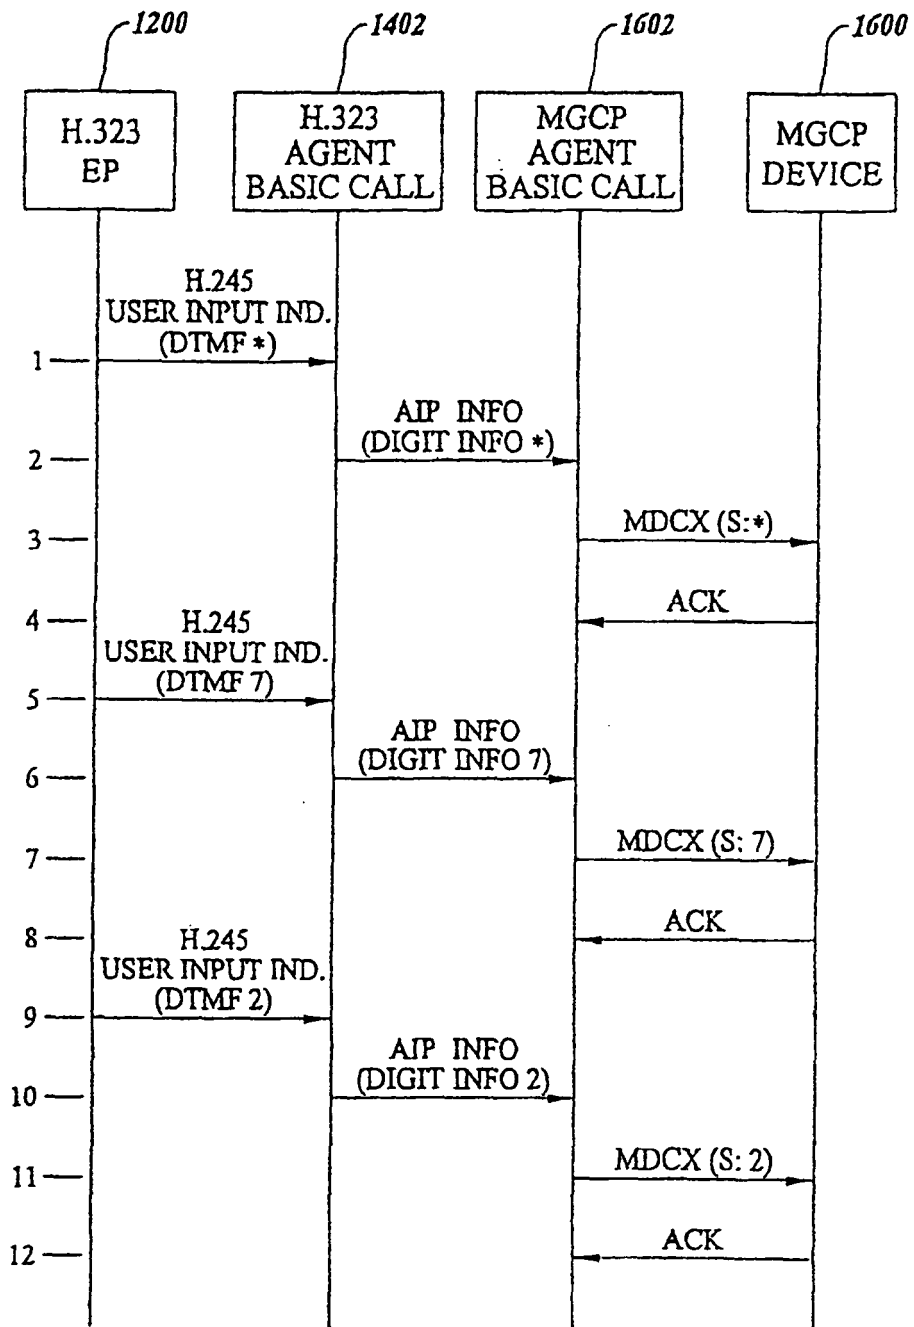 1200
1402
1602
1600
H.323
EP
H.323
AGENT
BASIC CALL
MGCP
AGENT
BASIC CALL
MGCP
DEVICE
H.245
USER INPUT IND.
(DTMF *)
1
AIP INFO
(DIGIT INFO *)
2
MDCX (S:*)
3
ACK
4
H.245
USER INPUT IND.
(DTMF 7)
5
AIP INFO
(DIGIT INFO 7)
6
MDCX (S: 7)
7
ACK
8
H.245
USER INPUT IND.
(DTMF 2)
9
AIP INFO
(DIGIT INFO 2)
10
MDCX (S: 2)
11
ACK
12